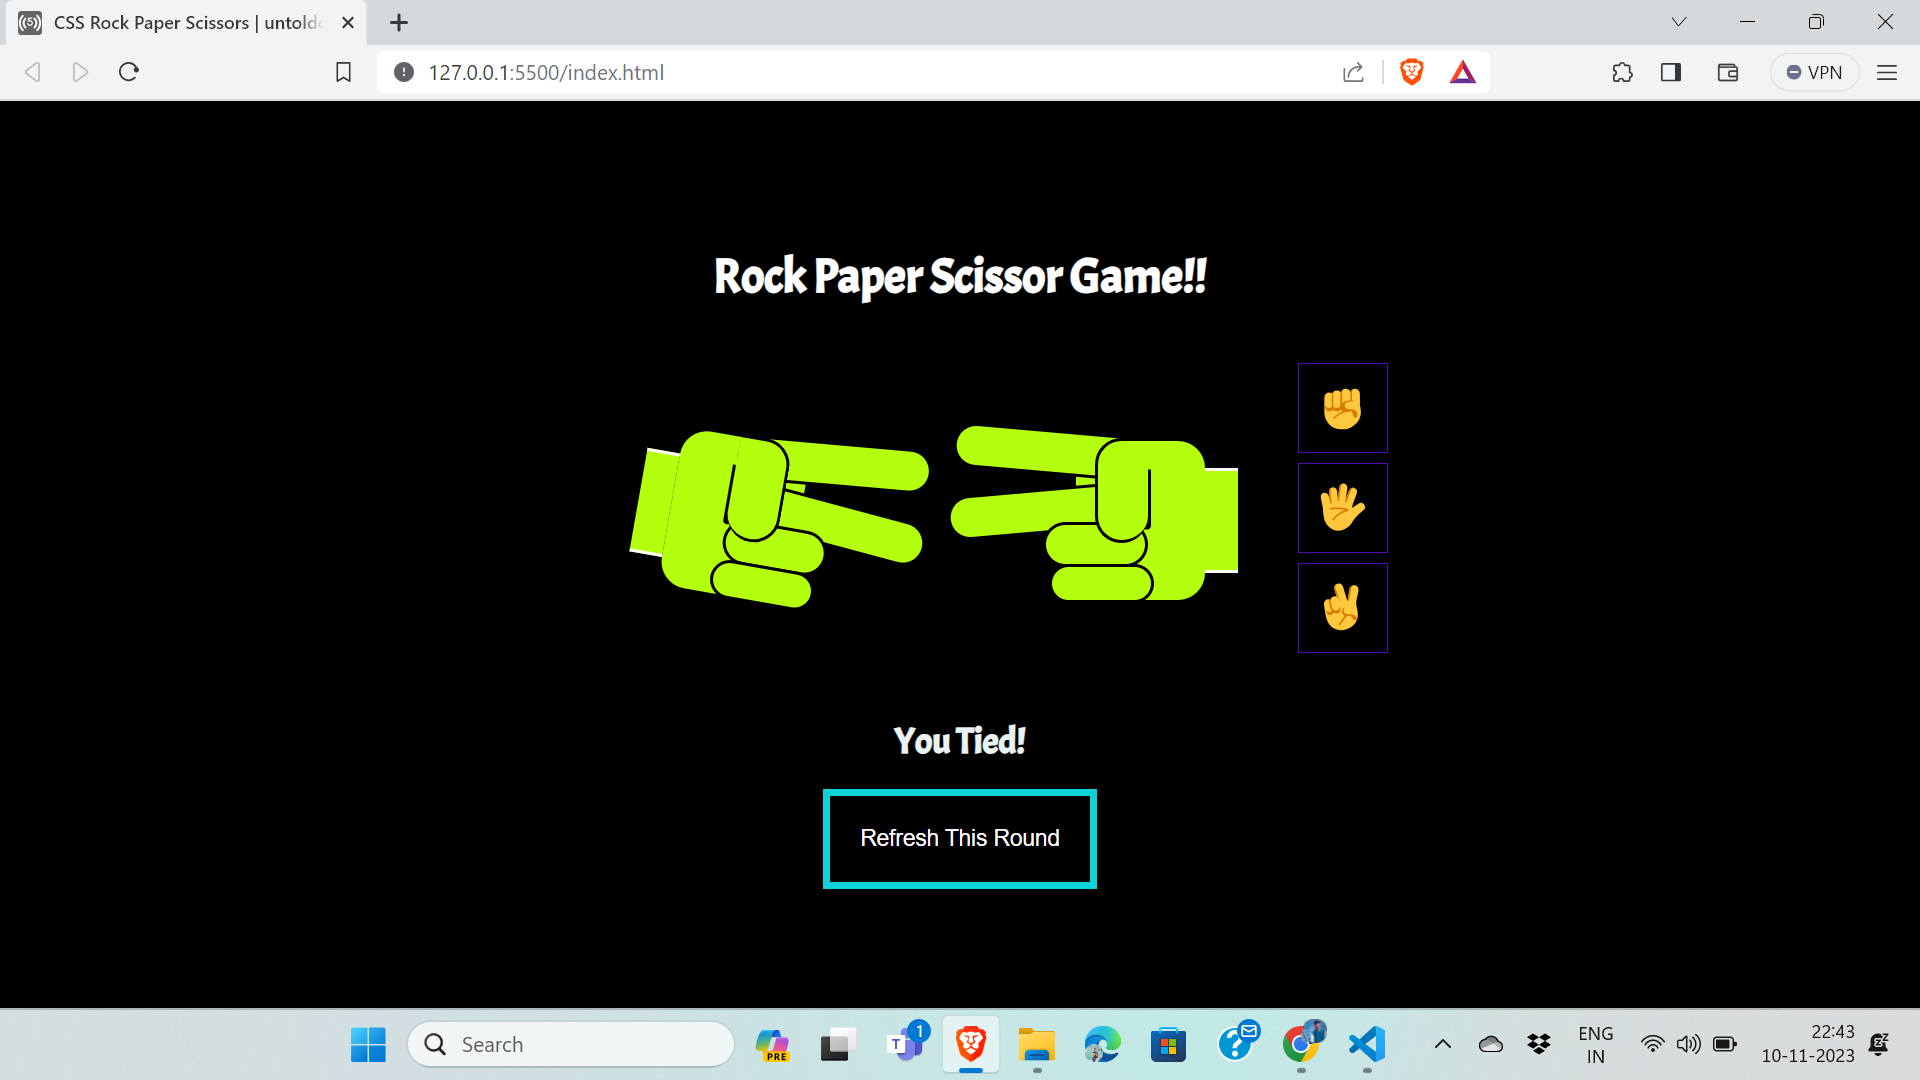 CSS Rock Paper Scissors | untold
127.0.0.1:5500/index.html
VPN
Rock Paper Scissor Game!!
You Tied!
Refresh This Round
Search
PRE
T
1
ENG
IN
22:43
10-11-2023